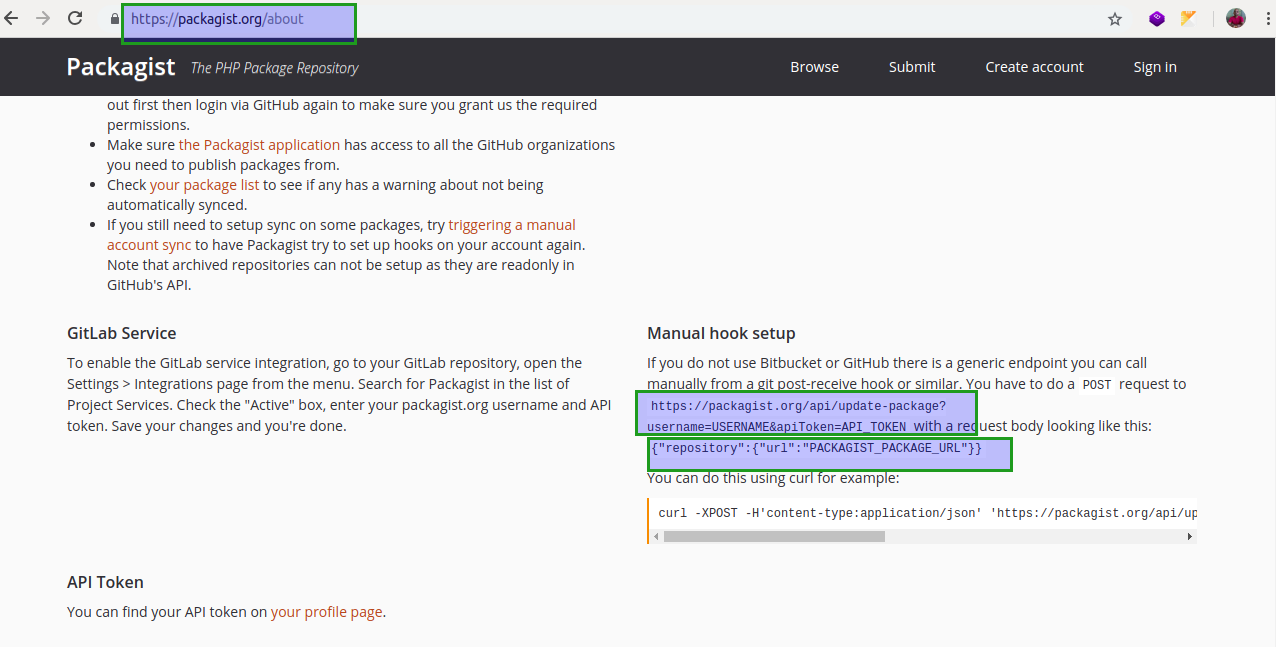 https://packagist.org/about
Packagist The PHP Package Repository Browse Submit Create account Sign in
out first then login via GitHub again to make sure you grant us the required
permissions.
Make sure the Packagist application has access to all the GitHub organizations
you need to publish packages from.
Check your package list to see if any has a warning about not being
automatically synced.
If you still need to setup sync on some packages, try triggering a manual
account sync to have Packagist try to set up hooks on your account again.
Note that archived repositories can not be setup as they are readonly in
GitHub's API.
GitLab Service
To enable the GitLab service integration, go to your GitLab repository, open the
Settings > Integrations page from the menu. Search for Packagist in the list of
Project Services. Check the "Active" box, enter your packagist.org username and API
token. Save your changes and you're done.
Manual hook setup
If you do not use Bitbucket or GitHub there is a generic endpoint you can call
manually from a git post-receive hook or similar. You have to do a POST request to
https://packagist.org/api/update-package?
username=USERNAME&apiToken=API_TOKEN with a request body looking like this:
{"repository":{"url":"PACKAGIST_PACKAGE_URL"}}
You can do this using curl for example:
curl -XPOST -H'content-type:application/json' 'https://packagist.org/api/up
API Token
You can find your API token on your profile page.